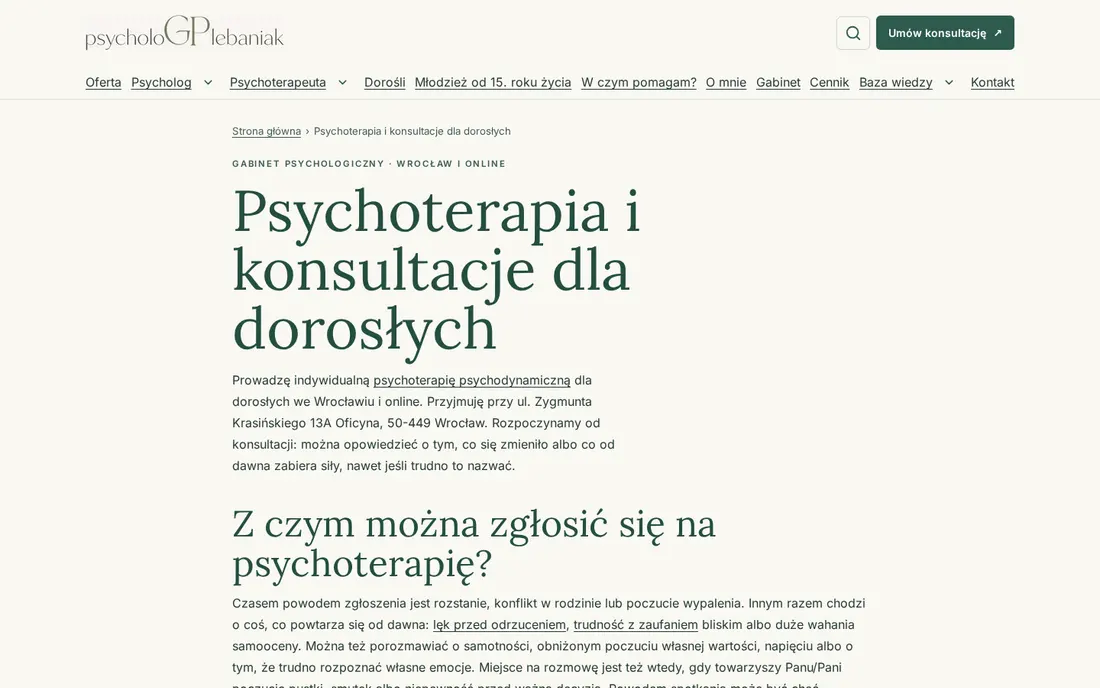 psycholoGPlebaniak
Umów konsultację ↗
Oferta Psycholog Psychoterapeuta Dorośli Młodzież od 15. roku życia W czym pomagam? O mnie Gabinet Cennik Baza wiedzy Kontakt
Strona główna › Psychoterapia i konsultacje dla dorosłych
GABINET PSYCHOLOGICZNY · WROCŁAW I ONLINE
Psychoterapia i
konsultacje dla
dorosłych
Prowadzę indywidualną psychoterapię psychodynamiczną dla
dorosłych we Wrocławiu i online. Przyjmuję przy ul. Zygmunta
Krasińskiego 13A Oficyna, 50-449 Wrocław. Rozpoczynamy od
konsultacji: można opowiedzieć o tym, co się zmieniło albo co od
dawna zabiera siły, nawet jeśli trudno to nazwać.
Z czym można zgłosić się na
psychoterapię?
Czasem powodem zgłoszenia jest rozstanie, konflikt w rodzinie lub poczucie wypalenia. Innym razem chodzi
o coś, co powtarza się od dawna: lęk przed odrzuceniem, trudność z zaufaniem bliskim albo duże wahania
samooceny. Można też porozmawiać o samotności, obniżonym poczuciu własnej wartości, napięciu albo o
tym, że trudno rozpoznać własne emocje. Miejsce na rozmowę jest też wtedy, gdy towarzyszy Panu/Pani